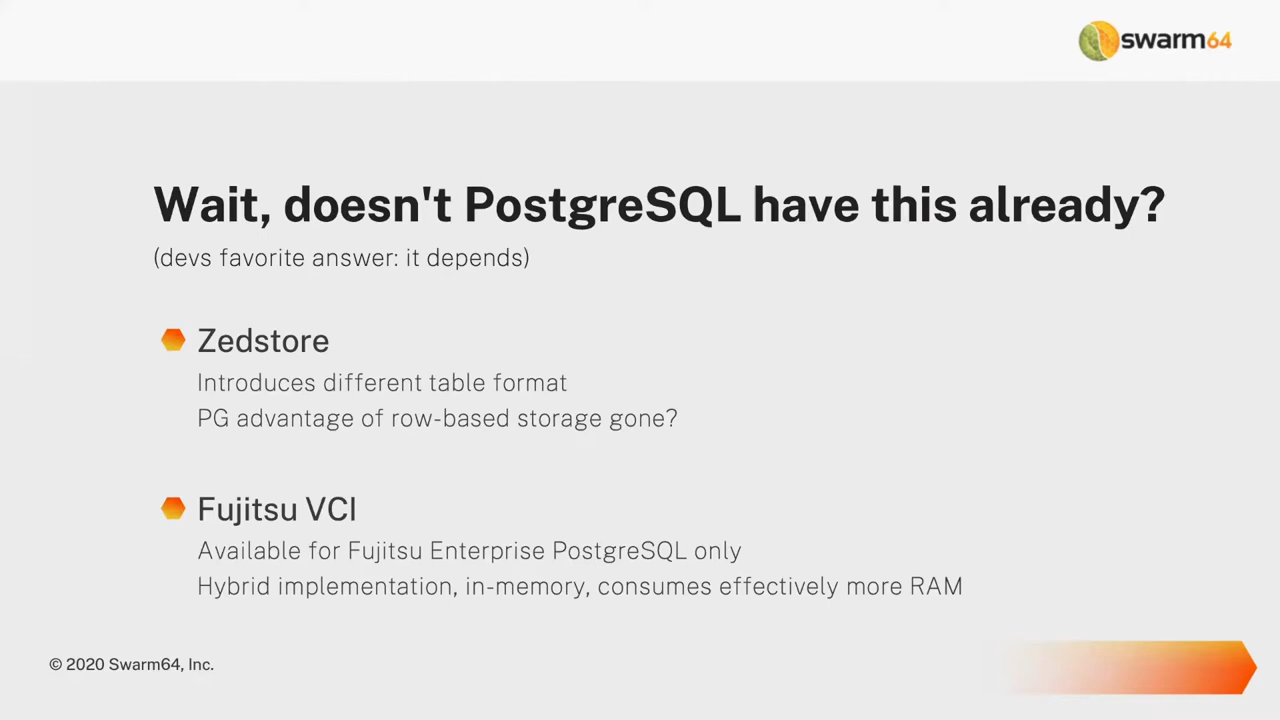 swarm64
Wait, doesn't PostgreSQL have this already?
(devs favorite answer: it depends)
Zedstore
Introduces different table format
PG advantage of row-based storage gone?
Fujitsu VCI
Available for Fujitsu Enterprise PostgreSQL only
Hybrid implementation, in-memory, consumes effectively more RAM
© 2020 Swarm64, Inc.